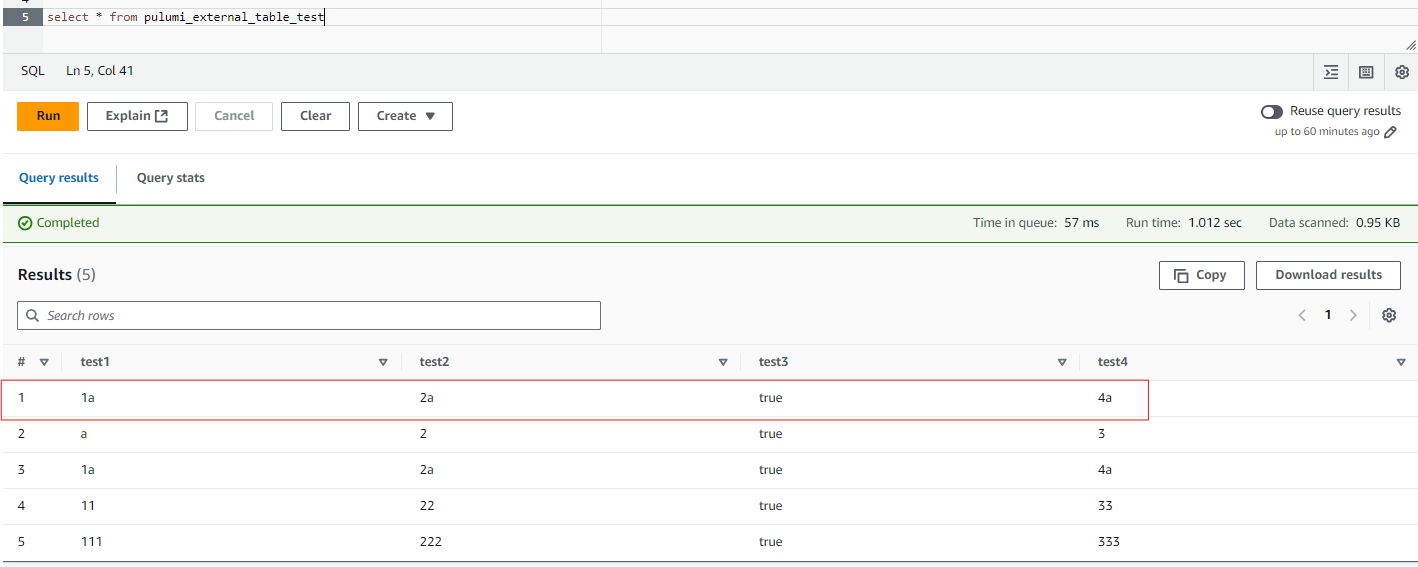 5 select * from pulumi_external_table_test
SQL Ln 5, Col 41
Run Explain Cancel Clear Create Reuse query results
up to 60 minutes ago
Query results Query stats
Completed Time in queue: 57 ms Run time: 1.012 sec Data scanned: 0.95 KB
Results (5) Copy Download results
Search rows 1
# test1 test2 test3 test4
1 1a 2a true 4a
2 a 2 true 3
3 1a 2a true 4a
4 11 22 true 33
5 111 222 true 333